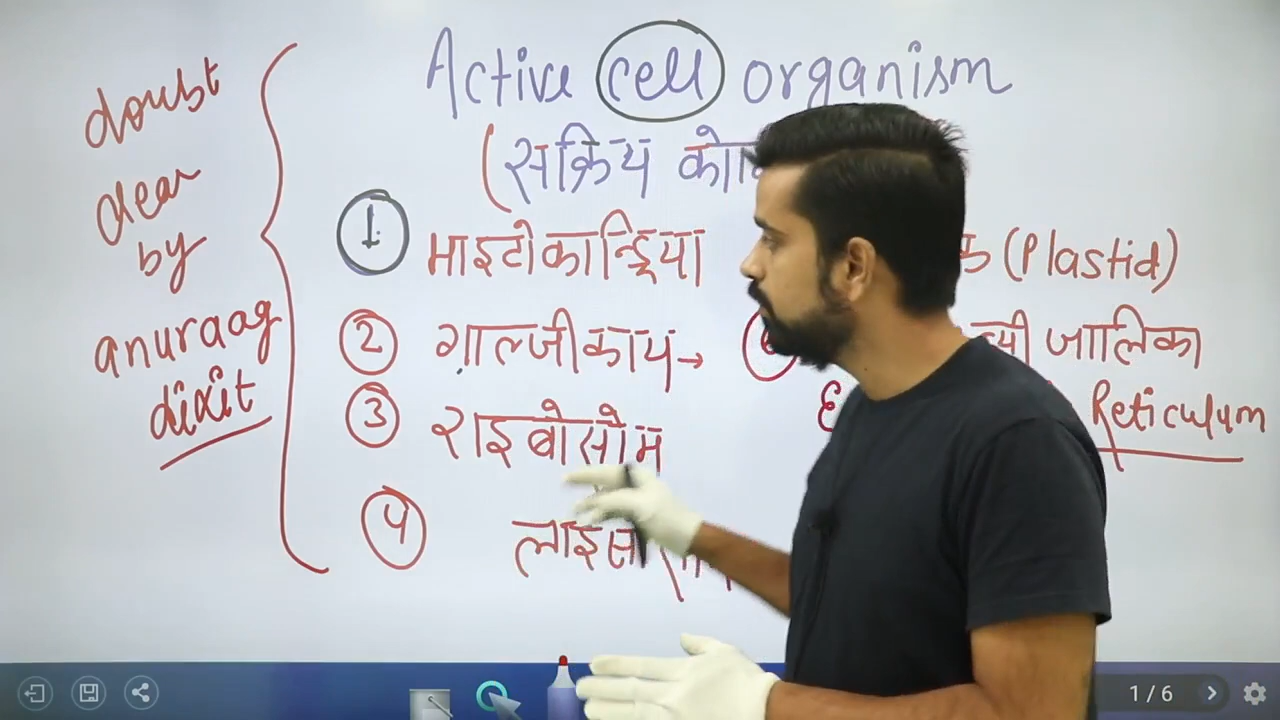 doubt
clear
by
anuraag
dixit
Active cell organism
(सक्रिय
1 माइटोकान्ड्रिया
(Plastid)
2 गाल्जीकाय→
जालिका
3 राइबोसौम
Reticulum
4
1 / 6